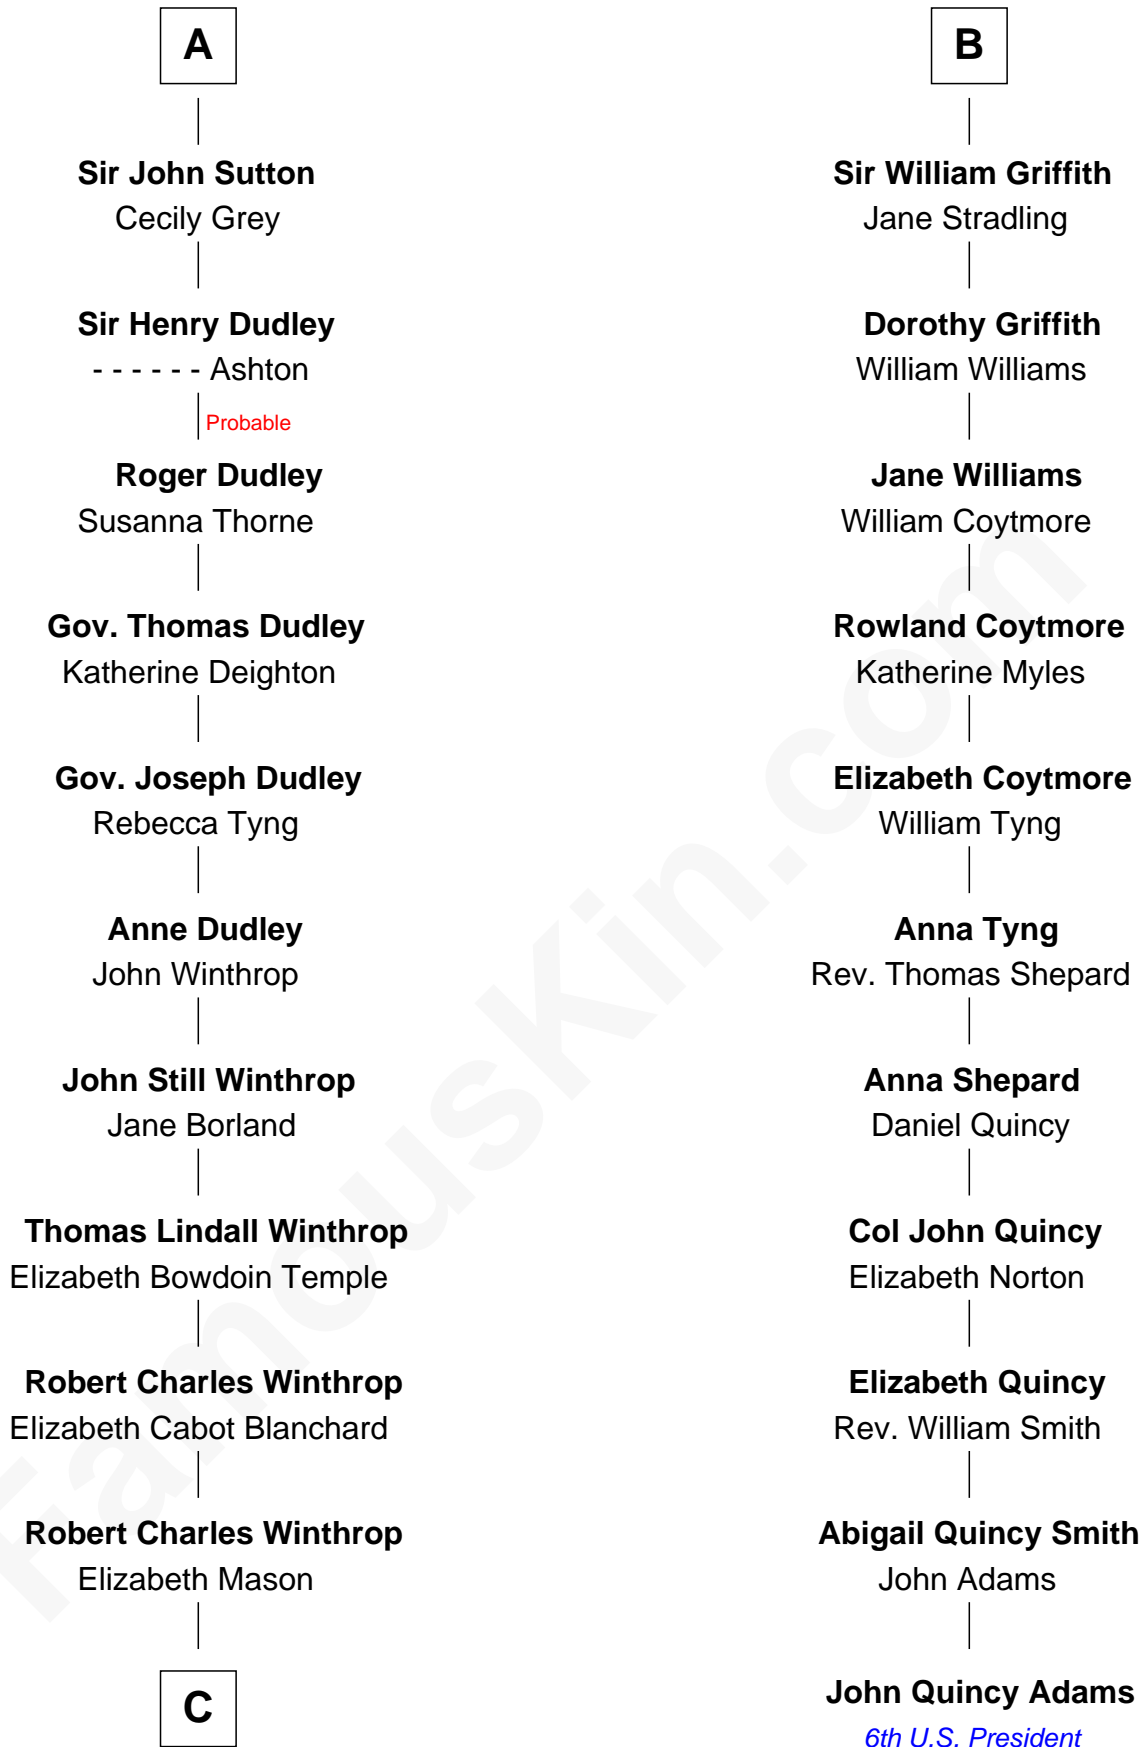 A
Sir John Sutton
Cecily Grey
Sir Henry Dudley
- - - - - - Ashton
Probable
Roger Dudley
Susanna Thorne
Gov. Thomas Dudley
Katherine Deighton
Gov. Joseph Dudley
Rebecca Tyng
Anne Dudley
John Winthrop
John Still Winthrop
Jane Borland
Thomas Lindall Winthrop
Elizabeth Bowdoin Temple
Robert Charles Winthrop
Elizabeth Cabot Blanchard
Robert Charles Winthrop
Elizabeth Mason
C
B
Sir William Griffith
Jane Stradling
Dorothy Griffith
William Williams
Jane Williams
William Coytmore
Rowland Coytmore
Katherine Myles
Elizabeth Coytmore
William Tyng
Anna Tyng
Rev. Thomas Shepard
Anna Shepard
Daniel Quincy
Col John Quincy
Elizabeth Norton
Elizabeth Quincy
Rev. William Smith
Abigail Quincy Smith
John Adams
John Quincy Adams
6th U.S. President
FamousKin.com